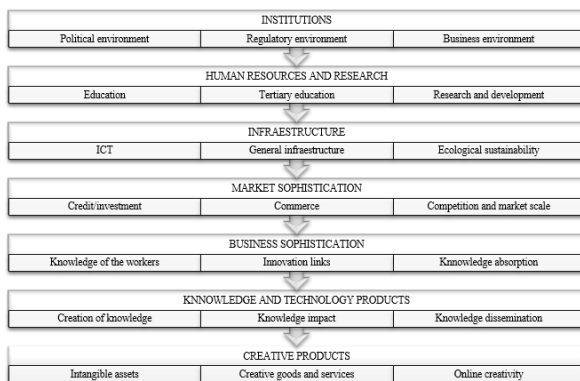 INSTITUTIONS
Political environment Regulatory environment Business environment
HUMAN RESOURCES AND RESEARCH
Education Tertiary education Research and development
INFRAESTRUCTURE
ICT General infraestructure Ecological sustainability
MARKET SOPHISTICATION
Credit/investment Commerce Competition and market scale
BUSINESS SOPHISTICATION
Knowledge of the workers Innovation links Knnowledge absorption
KNNOWLEDGE AND TECHNOLOGY PRODUCTS
Creation of knowledge Knowledge impact Knowledge dissemination
CREATIVE PRODUCTS
Intangible assets Creative goods and services Online creativity